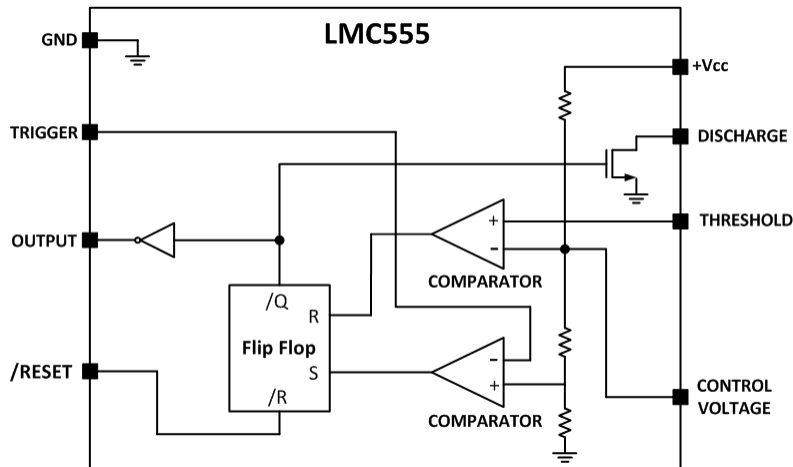 LMC555
GND
+Vcc
TRIGGER
DISCHARGE
+
THRESHOLD
OUTPUT
-
COMPARATOR
/Q
R
Flip Flop
-
/RESET
S
+
/R
COMPARATOR
CONTROL
VOLTAGE